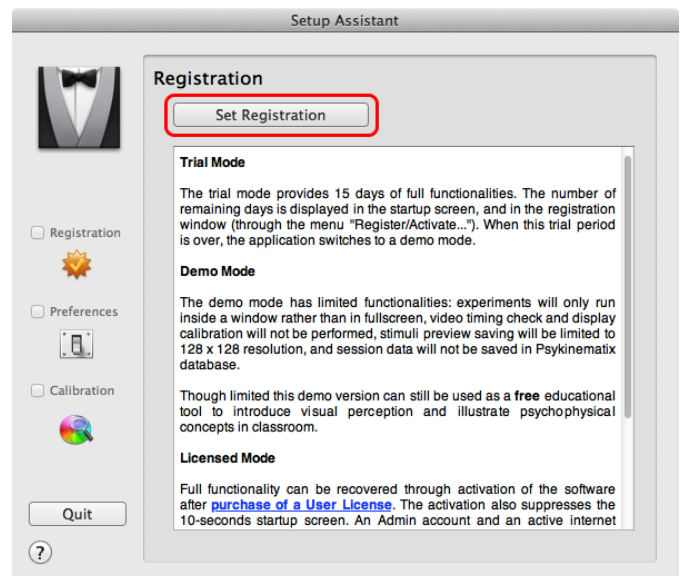 Setup Assistant
Registration
Set Registration
Trial Mode
The trial mode provides 15 days of full functionalities. The number of
remaining days is displayed in the startup screen, and in the registration
window (through the menu "Register/Activate..."). When this trial period
is over, the application switches to a demo mode.
Demo Mode
The demo mode has limited functionalities: experiments will only run
inside a window rather than in fullscreen, video timing check and display
calibration will not be performed, stimuli preview saving will be limited to
128 x 128 resolution, and session data will not be saved in Psykinematix
database.
Though limited this demo version can still be used as a free educational
tool to introduce visual perception and illustrate psychophysical
concepts in classroom.
Licensed Mode
Full functionality can be recovered through activation of the software
after purchase of a User License. The activation also suppresses the
10-seconds startup screen. An Admin account and an active internet
Registration
Preferences
Calibration
Quit
?